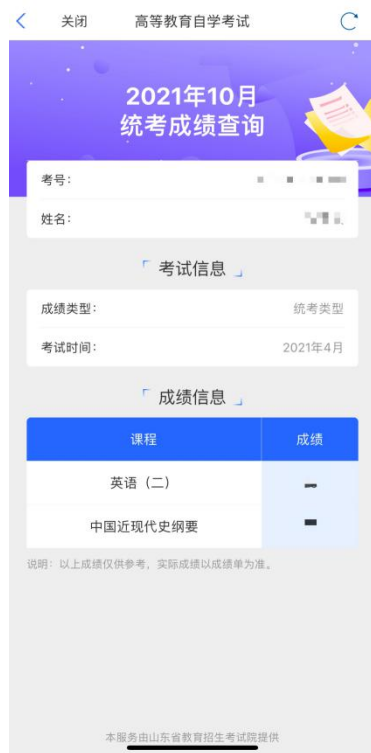 关闭 高等教育自学考试
2021年10月
统考成绩查询
考号：
姓名：
考试信息
成绩类型： 统考类型
考试时间： 2021年4月
成绩信息
课程 成绩
英语（二）
中国近现代史纲要
说明：以上成绩仅供参考，实际成绩以成绩单为准。
本服务由山东省教育招生考试院提供